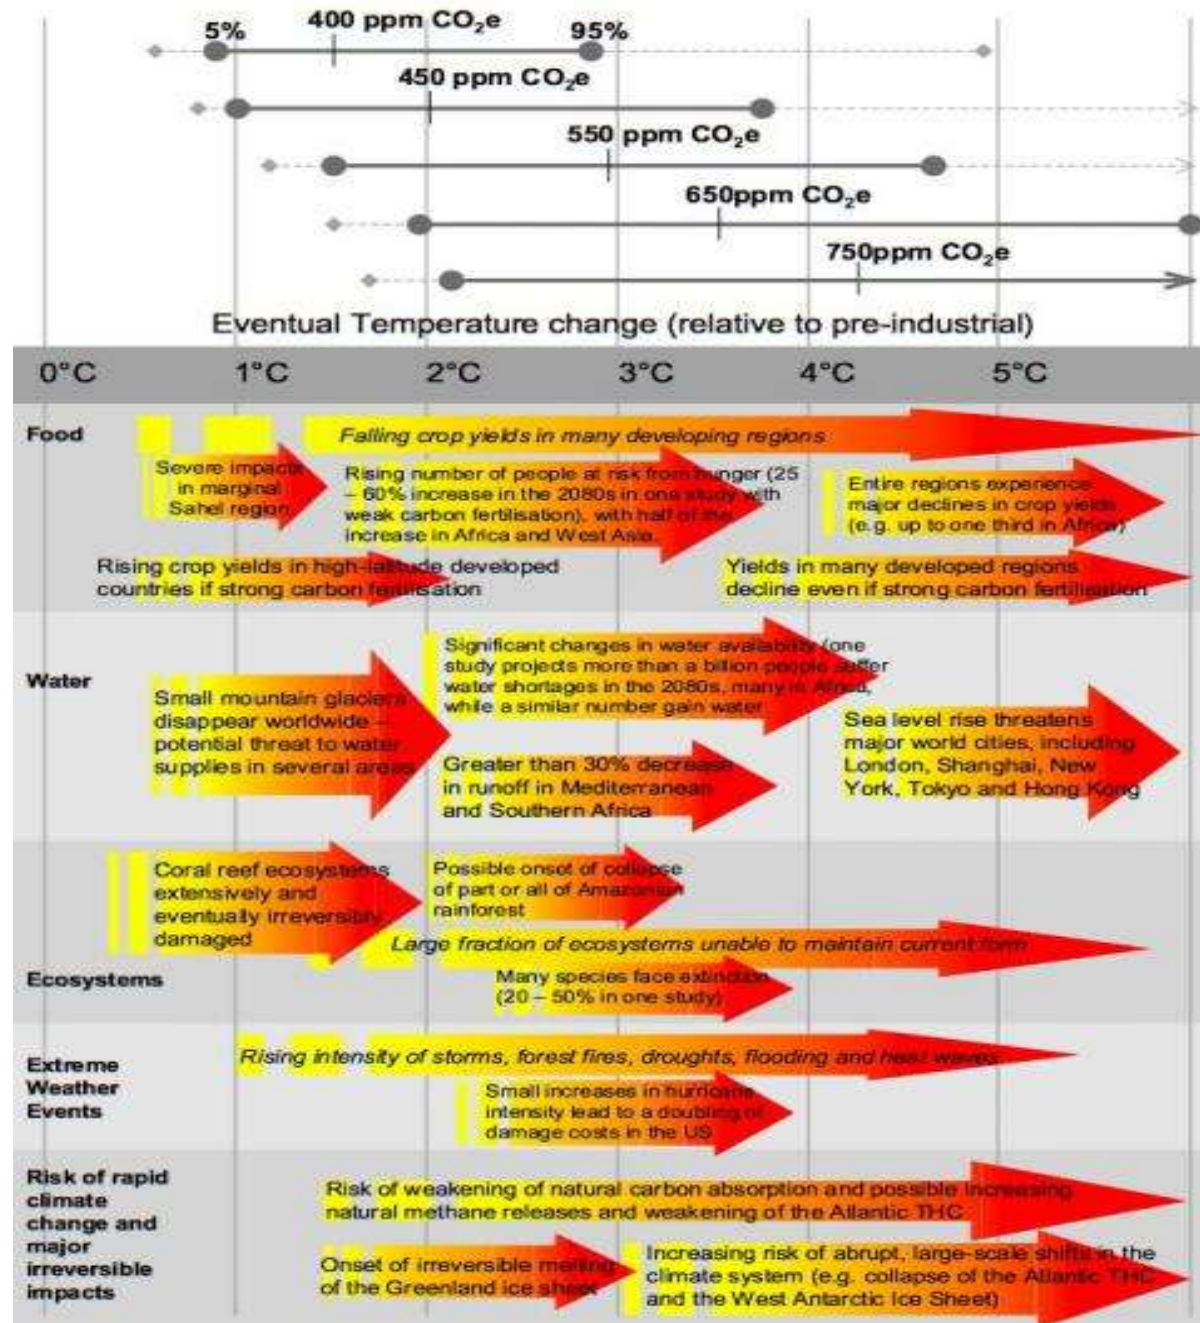 400 ppm CO₂e
5%
95%
450 ppm CO₂e
550 ppm CO₂e
650ppm CO₂e
750ppm CO₂e
Eventual Temperature change (relative to pre-industrial)
0°C 1°C 2°C 3°C 4°C 5°C
Food
Falling crop yields in many developing regions
Severe impacts
in marginal
Sahel region
Rising number of people at risk from hunger (25
– 60% increase in the 2080s in one study with
weak carbon fertilisation), with half of the
increase in Africa and West Asia.
Entire regions experience
major declines in crop yields
(e.g. up to one third in Africa)
Rising crop yields in high-latitude developed
countries if strong carbon fertilisation
Yields in many developed regions
decline even if strong carbon fertilisation
Water
Small mountain glaciers
disappear worldwide –
potential threat to water
supplies in several areas
Significant changes in water availability (one
study projects more than a billion people suffer
water shortages in the 2080s, many in Africa,
while a similar number gain water
Greater than 30% decrease
in runoff in Mediterranean
and Southern Africa
Sea level rise threatens
major world cities, including
London, Shanghai, New
York, Tokyo and Hong Kong
Ecosystems
Coral reef ecosystems
extensively and
eventually irreversibly
damaged
Possible onset of collapse
of part or all of Amazonian
rainforest
Large fraction of ecosystems unable to maintain current form
Many species face extinction
(20 – 50% in one study)
Extreme
Weather
Events
Rising intensity of storms, forest fires, droughts, flooding and heat waves
Small increases in hurricane
intensity lead to a doubling of
damage costs in the US
Risk of rapid
climate
change and
major
irreversible
impacts
Risk of weakening of natural carbon absorption and possible increasing
natural methane releases and weakening of the Atlantic THC
Onset of irreversible melting
of the Greenland ice sheet
Increasing risk of abrupt, large-scale shifts in the
climate system (e.g. collapse of the Atlantic THC
and the West Antarctic Ice Sheet)